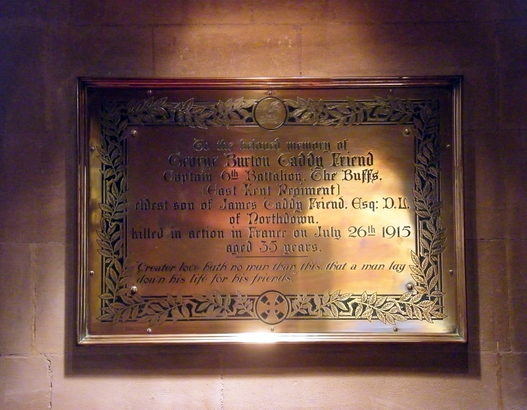 To the beloved memory of
George Burton Taddy Friend
Captain 6th Battalion. The Buffs.
(East Kent Regiment)
eldest son of James Taddy Friend. Esq: D.L.
of Northdown,
killed in action in France on July 26th 1915
aged 35 years.
Greater love hath no man than this, that a man lay
down his life for his friends.